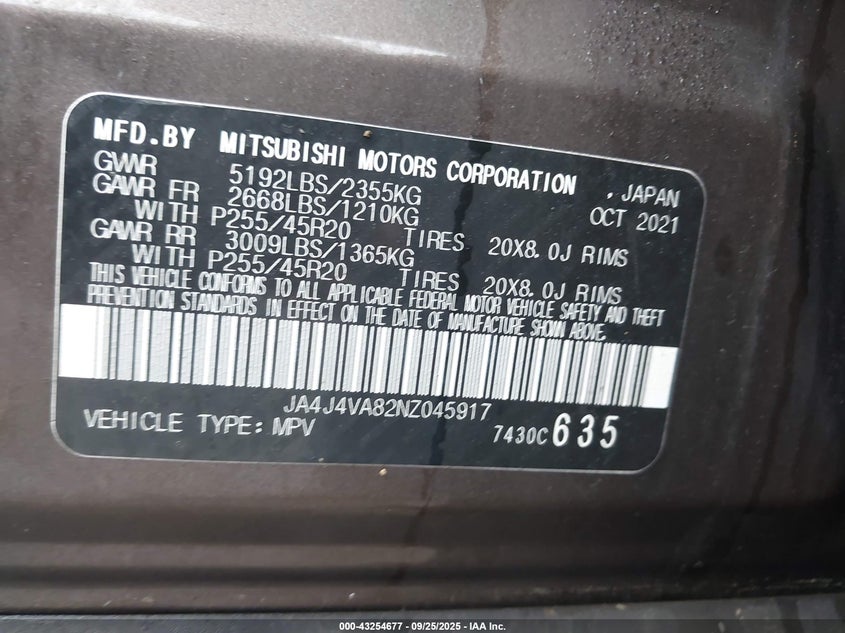 MFD.BY MITSUBISHI MOTORS CORPORATION , JAPAN
GVWR 5192LBS/2355KG OCT 2021
GAWR FR 2668LBS/1210KG
WITH P255/45R20 TIRES 20X8.0J RIMS
GAWR RR 3009LBS/1365KG
WITH P255/45R20 TIRES 20X8.0J RIMS
THIS VEHICLE CONFORMS TO ALL APPLICABLE FEDERAL MOTOR VEHICLE SAFETY AND THEFT
PREVENTION STANDARDS IN EFFECT ON THE DATE OF MANUFACTURE SHOWN ABOVE.
JA4J4VA82NZ045917
VEHICLE TYPE: MPV 7430C 635
000-43254677 - 09/25/2025 - IAA Inc.